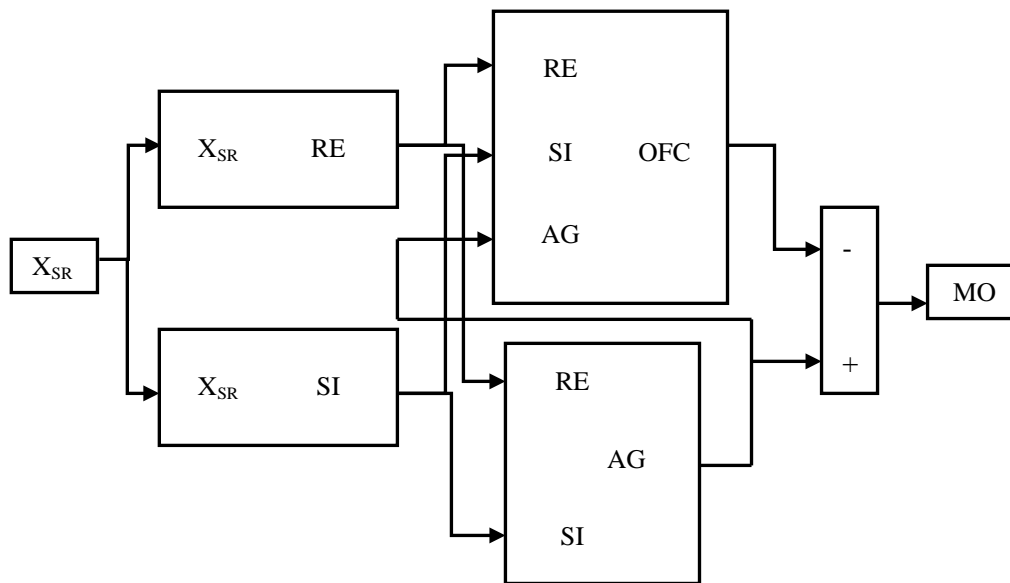 X_SR
X_SR RE
X_SR SI
RE
SI OFC
AG
RE
AG
SI
-
+
MO